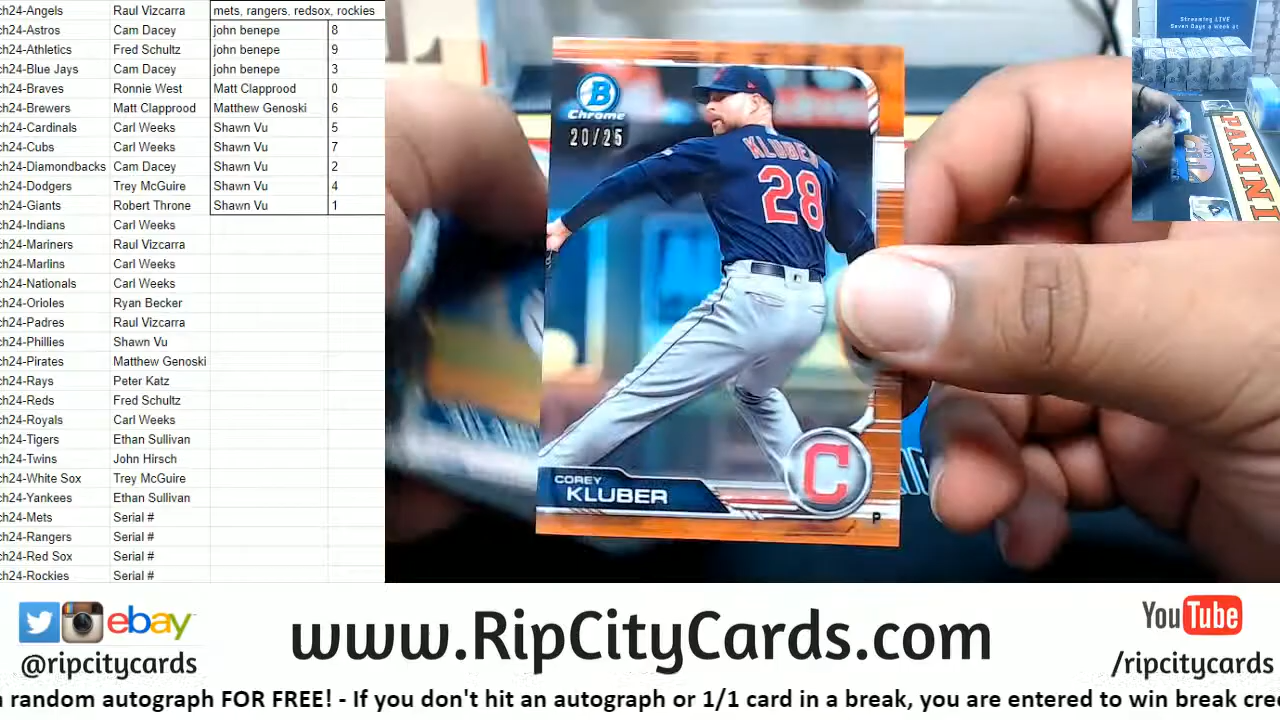 ch24-Angels Raul Vizcarra mets, rangers, redsox, rockies
ch24-Astros Cam Dacey john benepe 8
ch24-Athletics Fred Schultz john benepe 9
ch24-Blue Jays Cam Dacey john benepe 3
ch24-Braves Ronnie West Matt Clapprood 0
ch24-Brewers Matt Clapprood Matthew Genoski 6
ch24-Cardinals Carl Weeks Shawn Vu 5
ch24-Cubs Carl Weeks Shawn Vu 7
ch24-Diamondbacks Cam Dacey Shawn Vu 2
ch24-Dodgers Trey McGuire Shawn Vu 4
ch24-Giants Robert Throne Shawn Vu 1
ch24-Indians Carl Weeks
ch24-Mariners Raul Vizcarra
ch24-Marlins Carl Weeks
ch24-Nationals Carl Weeks
ch24-Orioles Ryan Becker
ch24-Padres Raul Vizcarra
ch24-Phillies Shawn Vu
ch24-Pirates Matthew Genoski
ch24-Rays Peter Katz
ch24-Reds Fred Schultz
ch24-Royals Carl Weeks
ch24-Tigers Ethan Sullivan
ch24-Twins John Hirsch
ch24-White Sox Trey McGuire
ch24-Yankees Ethan Sullivan
ch24-Mets Serial #
ch24-Rangers Serial #
ch24-Red Sox Serial #
ch24-Rockies Serial #
B
Chrome
20/25
KLUBER
28
COREY
KLUBER
C
P
Streaming LIVE
Seven Days a Week at
PANINI
ebay
@ripcitycards
www.RipCityCards.com
YouTube
/ripcitycards
random autograph FOR FREE! - If you don't hit an autograph or 1/1 card in a break, you are entered to win break cre